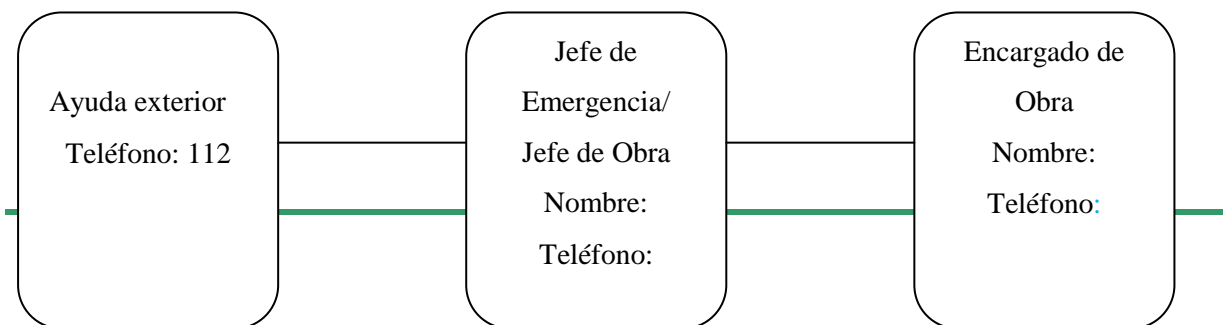 Ayuda exterior
Teléfono: 112
Jefe de
Emergencia/
Jefe de Obra
Nombre:
Teléfono:
Encargado de
Obra
Nombre:
Teléfono: